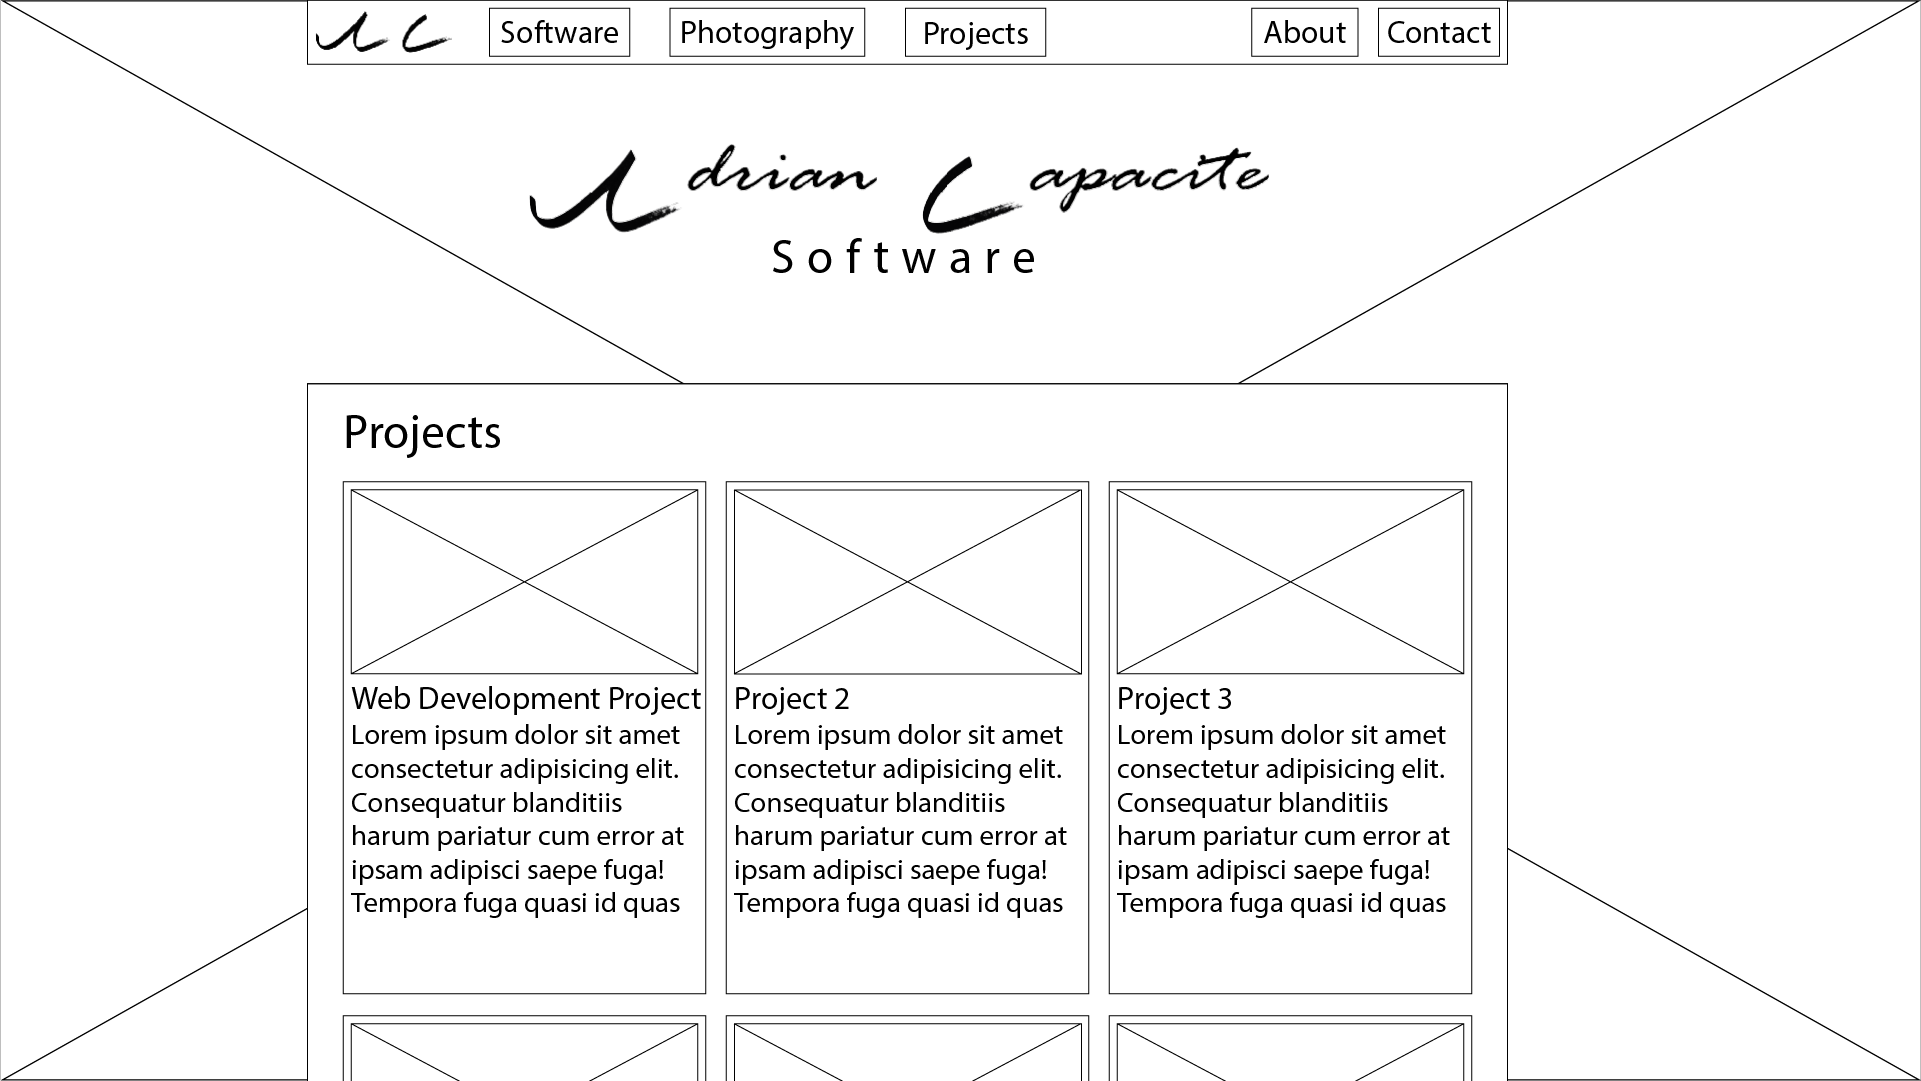 AC Software Photography Projects About Contact
Adrian Capacite
Software
Projects
Web Development Project
Lorem ipsum dolor sit amet
consectetur adipisicing elit.
Consequatur blanditiis
harum pariatur cum error at
ipsam adipisci saepe fuga!
Tempora fuga quasi id quas
Project 2
Lorem ipsum dolor sit amet
consectetur adipisicing elit.
Consequatur blanditiis
harum pariatur cum error at
ipsam adipisci saepe fuga!
Tempora fuga quasi id quas
Project 3
Lorem ipsum dolor sit amet
consectetur adipisicing elit.
Consequatur blanditiis
harum pariatur cum error at
ipsam adipisci saepe fuga!
Tempora fuga quasi id quas